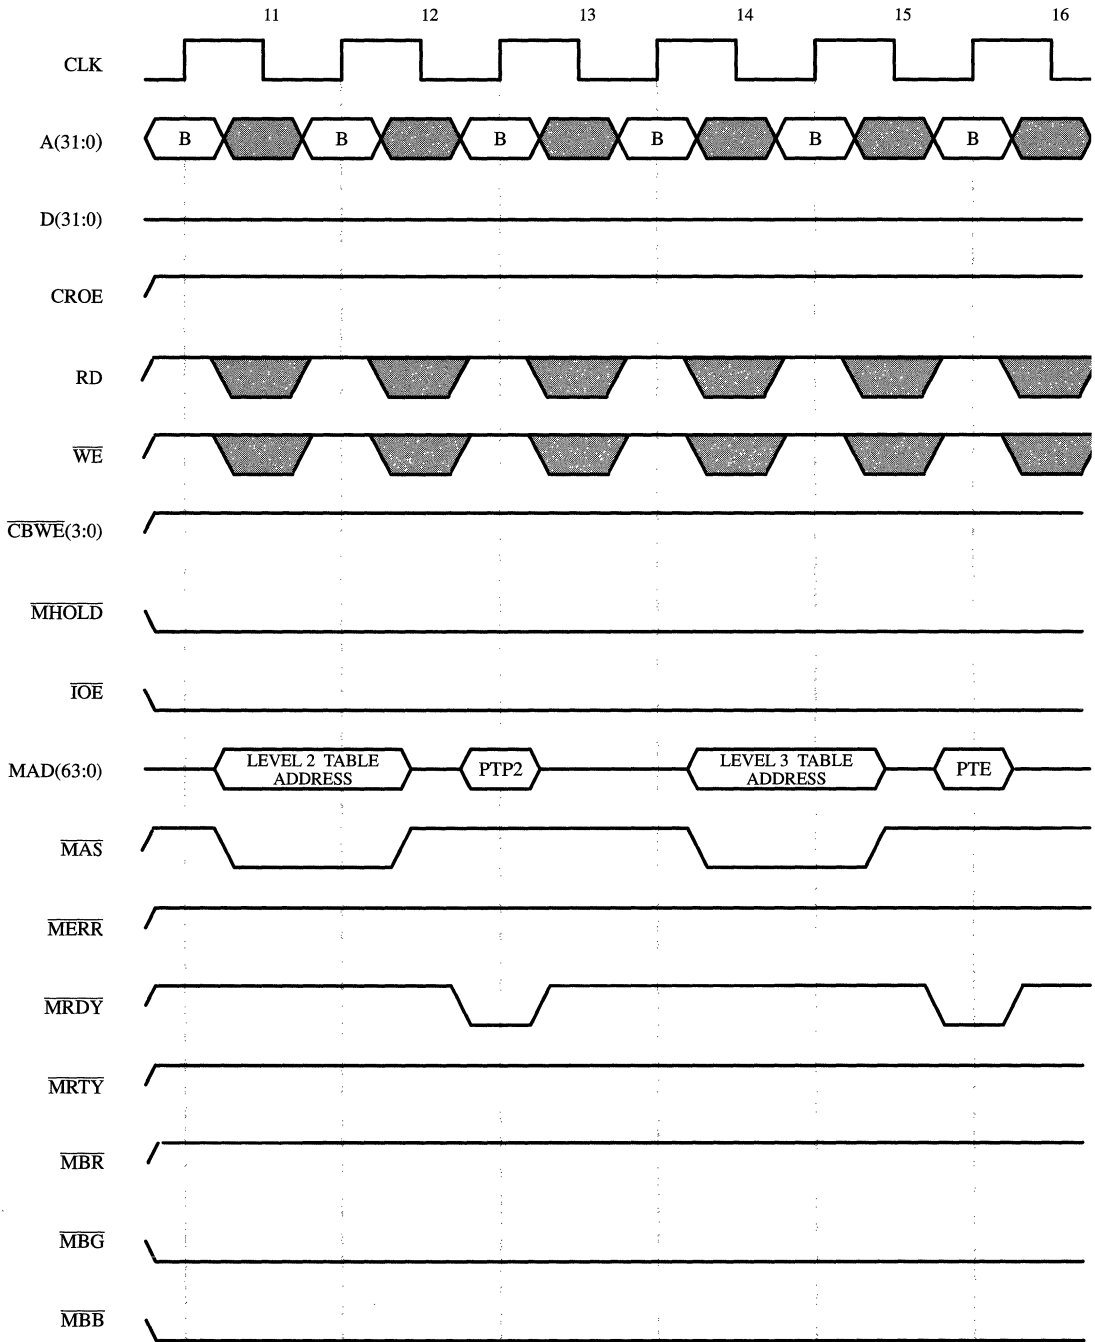 11 12 13 14 15 16
CLK
A(31:0) B B B B B B
D(31:0)
CROE
RD
WE
CBWE(3:0)
MHOLD
IOE
MAD(63:0) LEVEL 2 TABLE ADDRESS PTP2 LEVEL 3 TABLE ADDRESS PTE
MAS
MERR
MRDY
MRTY
MBR
MBG
MBB